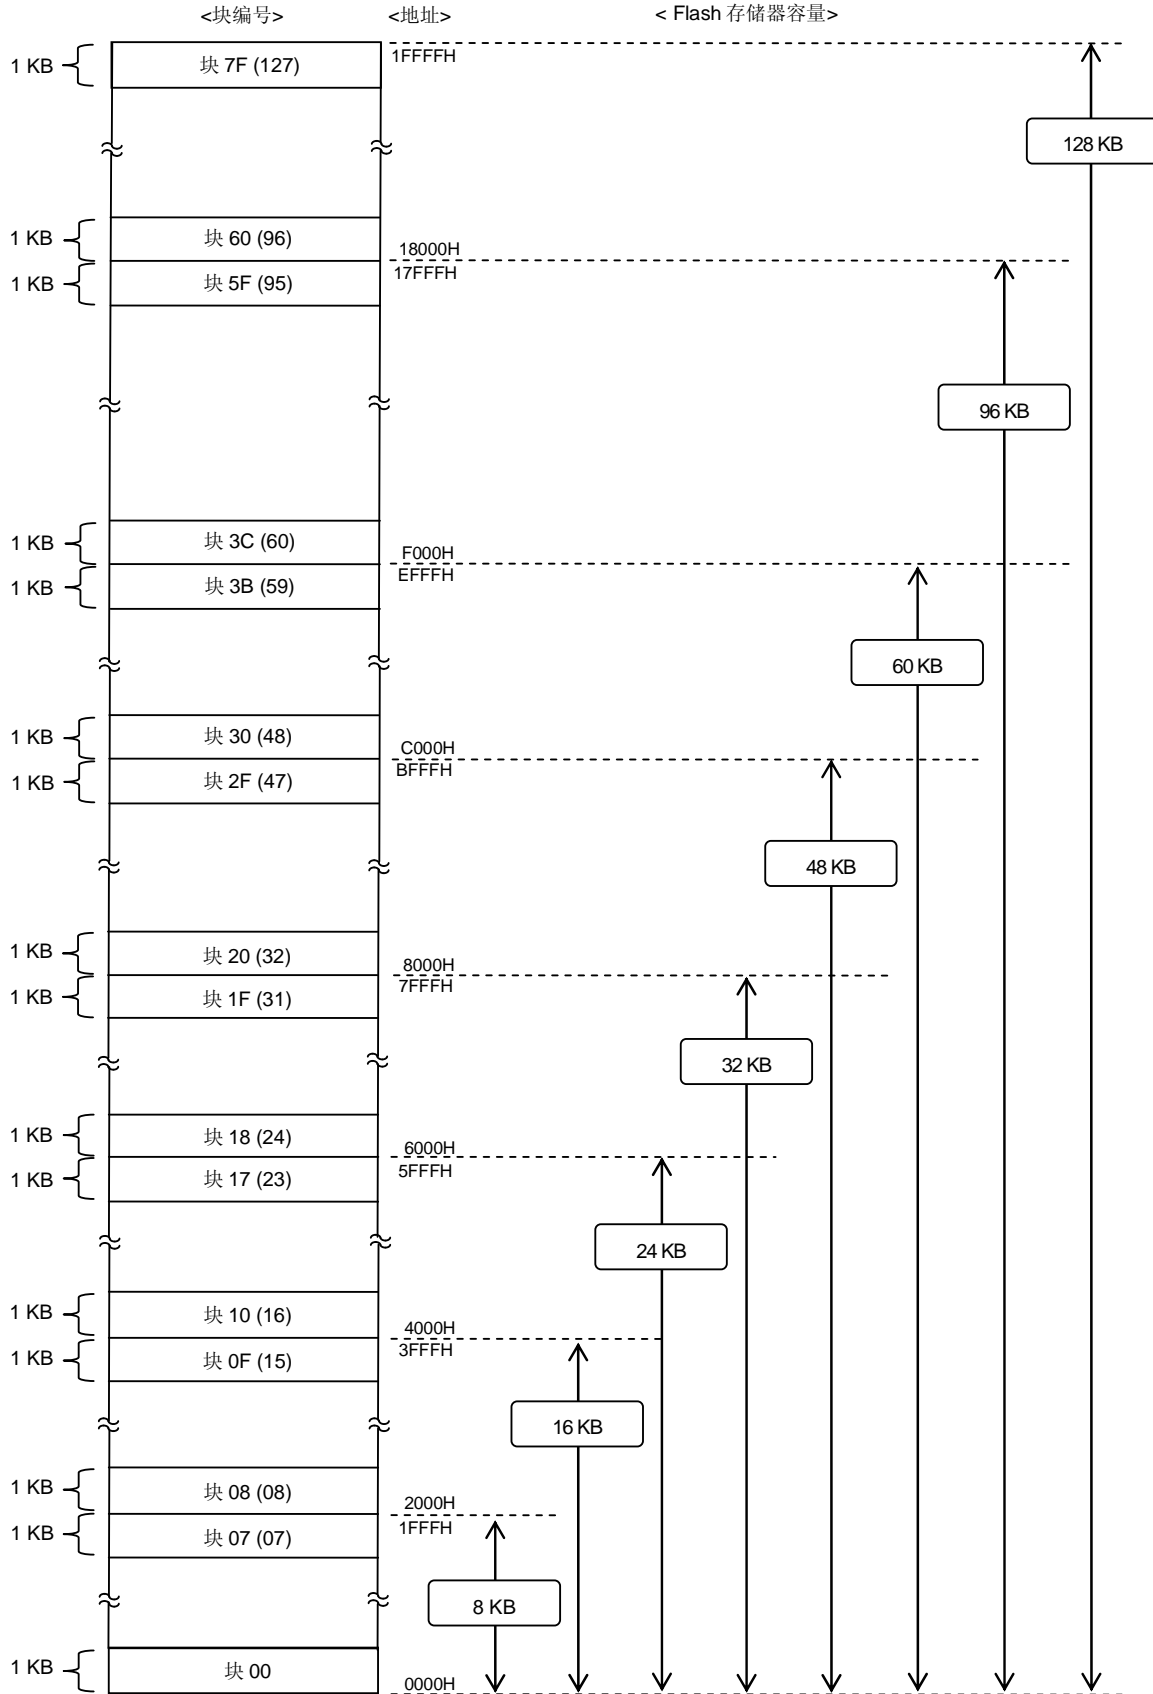 <块编号> <地址> < Flash 存储器容量>
1 KB 块 7F (127) 1FFFFH
128 KB
1 KB 块 60 (96) 18000H
1 KB 块 5F (95) 17FFFH
96 KB
1 KB 块 3C (60) F000H
1 KB 块 3B (59) EFFFH
60 KB
1 KB 块 30 (48) C000H
1 KB 块 2F (47) BFFFH
48 KB
1 KB 块 20 (32) 8000H
1 KB 块 1F (31) 7FFFH
32 KB
1 KB 块 18 (24) 6000H
1 KB 块 17 (23) 5FFFH
24 KB
1 KB 块 10 (16) 4000H
1 KB 块 0F (15) 3FFFH
16 KB
1 KB 块 08 (08) 2000H
1 KB 块 07 (07) 1FFFH
8 KB
1 KB 块 00 0000H